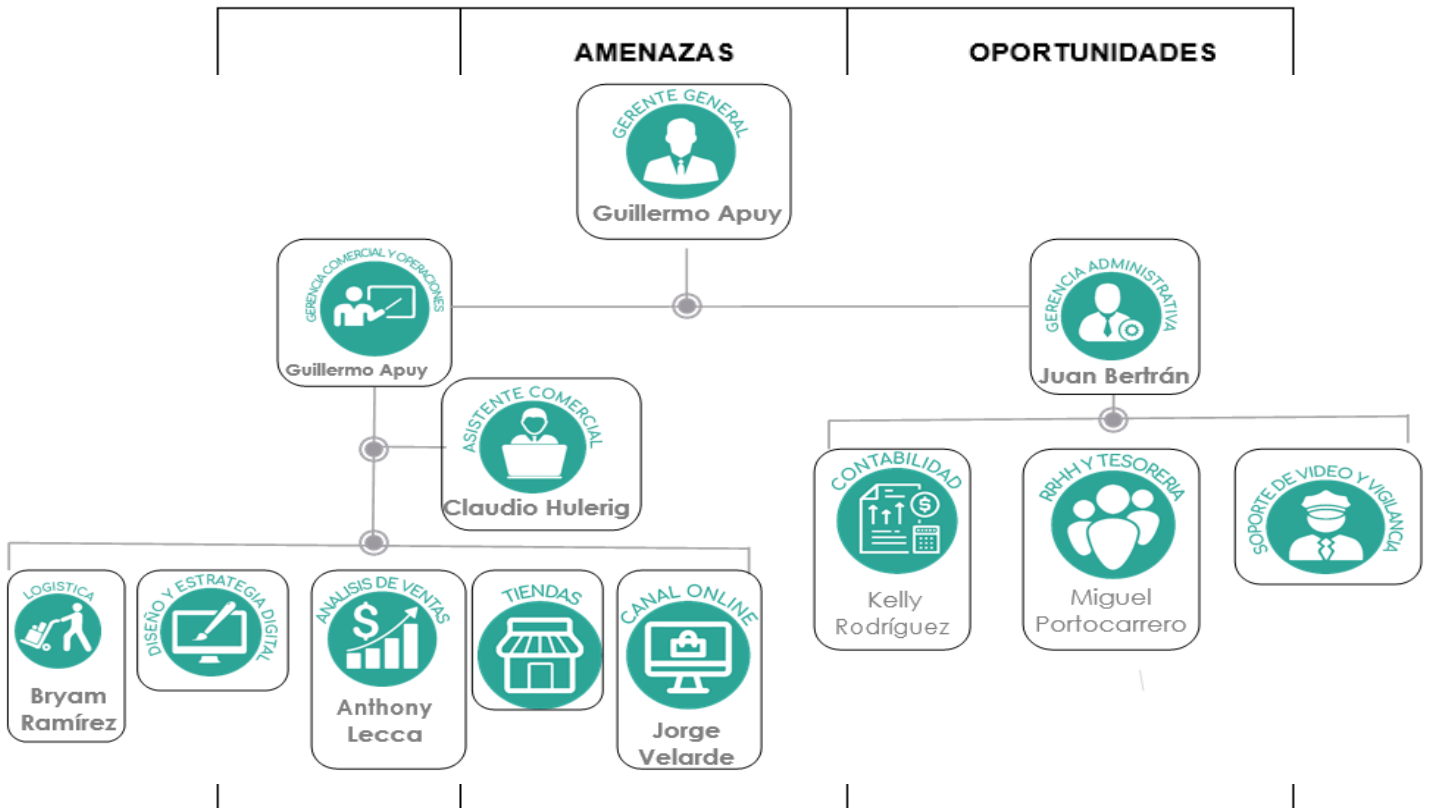 AMENAZAS
OPORTUNIDADES
GERENTE GENERAL
Guillermo Apuy
GERENCIA COMERCIAL Y OPERACIONES
Guillermo Apuy
GERENCIA ADMINISTRATIVA
Juan Bertrán
ASISTENTE COMERCIAL
Claudio Hulerig
CONTABILIDAD
Kelly
Rodríguez
RRHH Y TESORERIA
Miguel
Portocarrero
SOPORTE DE VIDEO Y VIGILANCIA
LOGISTICA
Bryam
Ramírez
DISEÑO Y ESTRATEGIA DIGITAL
ANALISIS DE VENTAS
Anthony
Lecca
TIENDAS
CANAL ONLINE
Jorge
Velarde